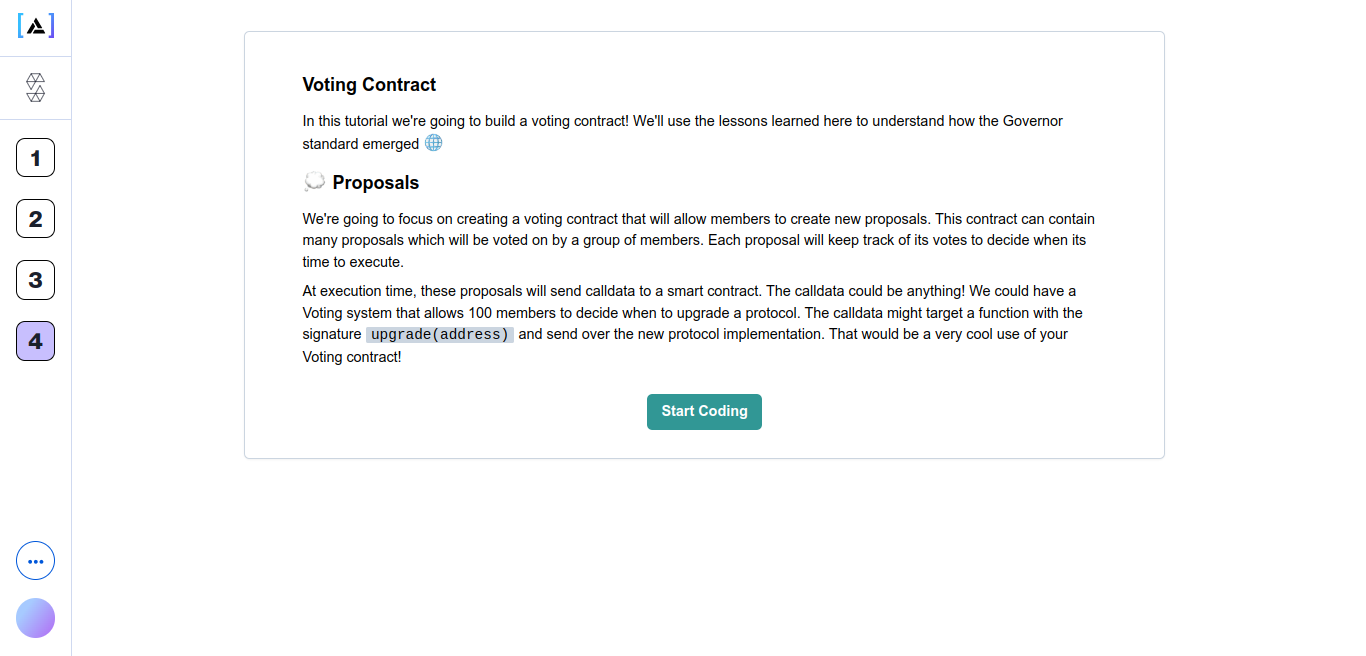 Voting Contract
In this tutorial we're going to build a voting contract! We'll use the lessons learned here to understand how the Governor
standard emerged 🌐
1
💭 Proposals
2
We're going to focus on creating a voting contract that will allow members to create new proposals. This contract can contain
many proposals which will be voted on by a group of members. Each proposal will keep track of its votes to decide when its
time to execute.
3
At execution time, these proposals will send calldata to a smart contract. The calldata could be anything! We could have a
Voting system that allows 100 members to decide when to upgrade a protocol. The calldata might target a function with the
signature upgrade(address) and send over the new protocol implementation. That would be a very cool use of your
4
Voting contract!
Start Coding